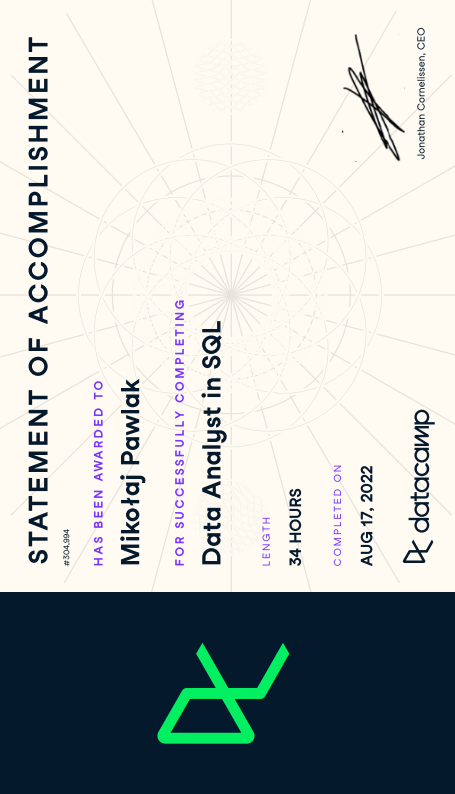 STATEMENT OF ACCOMPLISHMENT
#304,994
HAS BEEN AWARDED TO
Mikołaj Pawlak
FOR SUCCESSFULLY COMPLETING
Data Analyst in SQL
LENGTH
34 HOURS
COMPLETED ON
AUG 17, 2022
datacamp
Jonathan Cornelissen, CEO